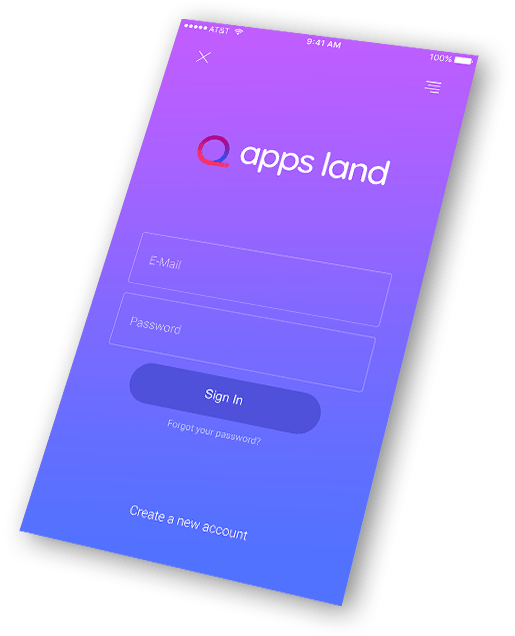 AT&T 9:41 AM 100%
apps land
E-Mail
Password
Sign In
Forgot your password?
Create a new account